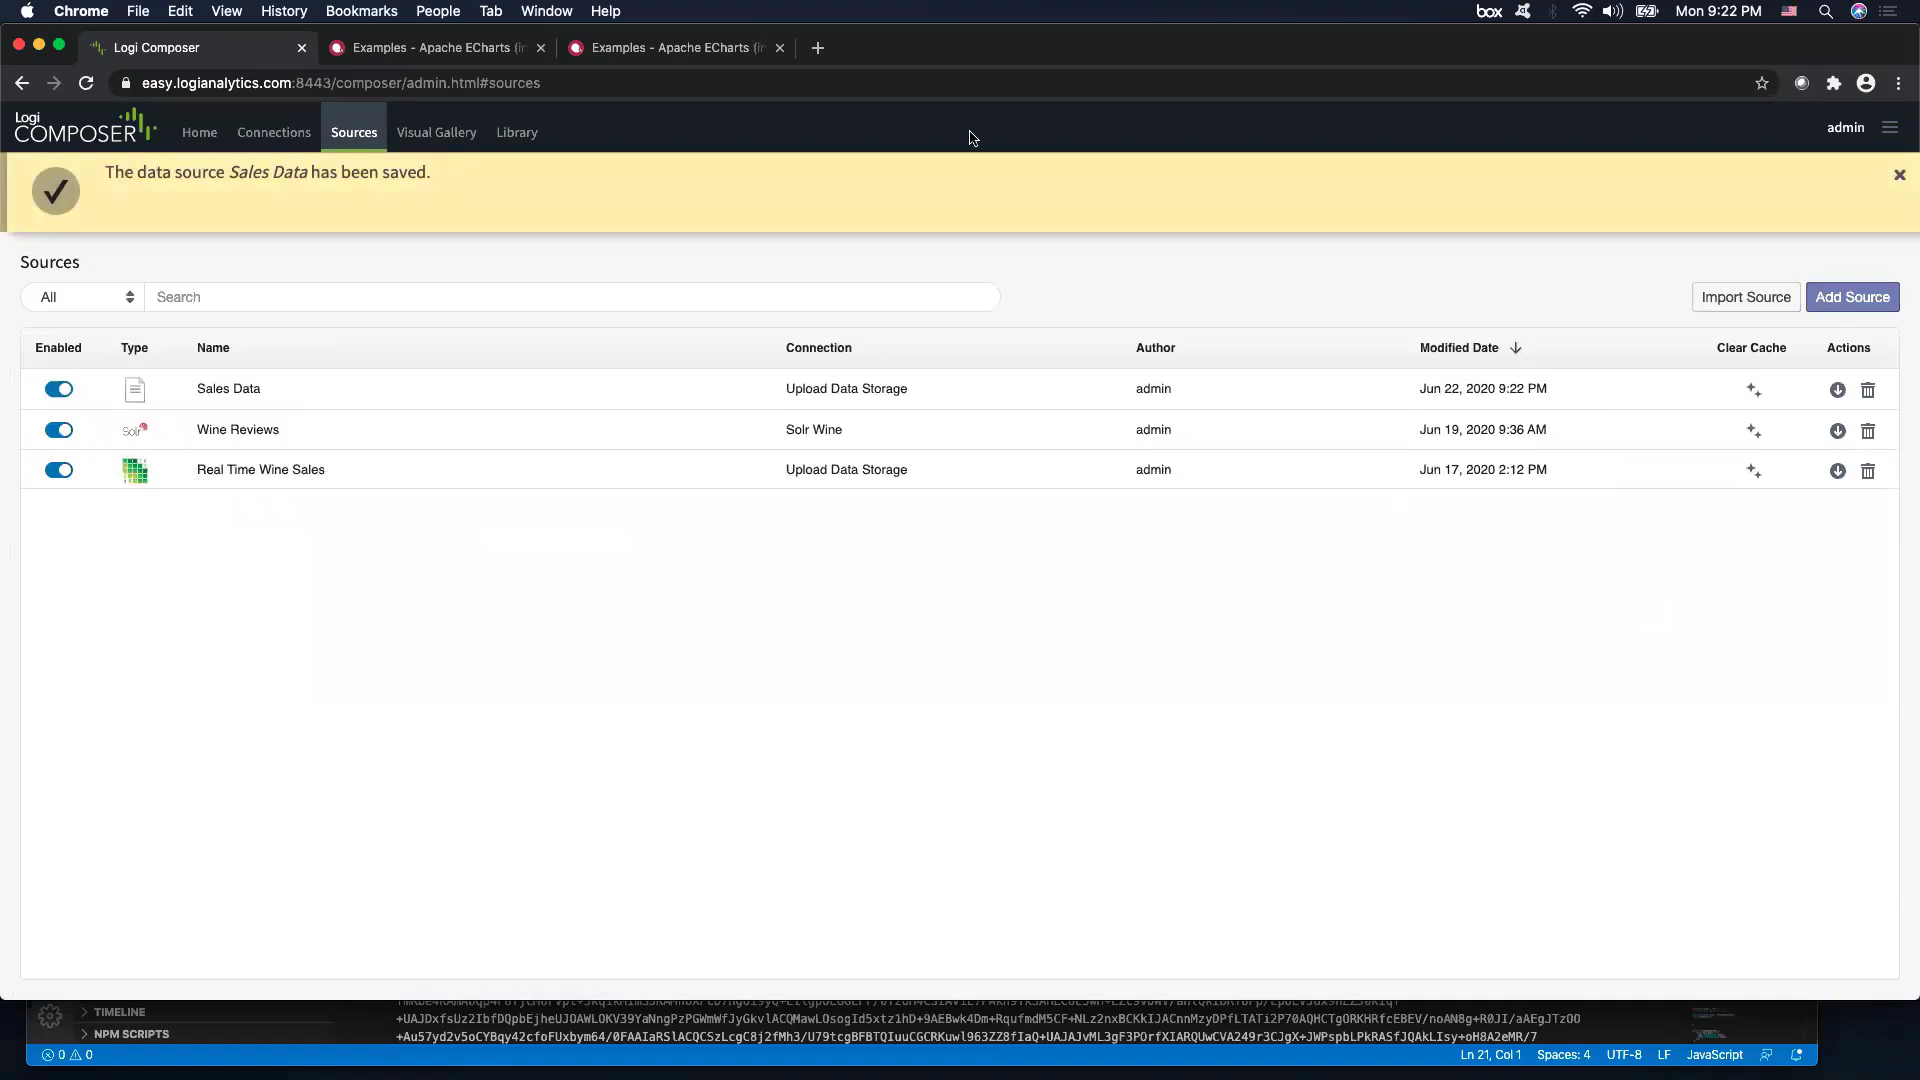 Chrome File Edit View History Bookmarks People Tab Window Help box Mon 9:22 PM
Logi Composer Examples - Apache ECharts (i Examples - Apache ECharts (i
easy.logianalytics.com:8443/composer/admin.html#sources
Logi COMPOSER Home Connections Sources Visual Gallery Library admin
The data source Sales Data has been saved.
Sources
All Search Import Source Add Source
Enabled Type Name Connection Author Modified Date Clear Cache Actions
Sales Data Upload Data Storage admin Jun 22, 2020 9:22 PM
Solr Wine Reviews Solr Wine admin Jun 19, 2020 9:36 AM
Real Time Wine Sales Upload Data Storage admin Jun 17, 2020 2:12 PM
TIMELINE
NPM SCRIPTS
0 0 Ln 21, Col 1 Spaces: 4 UTF-8 LF JavaScript